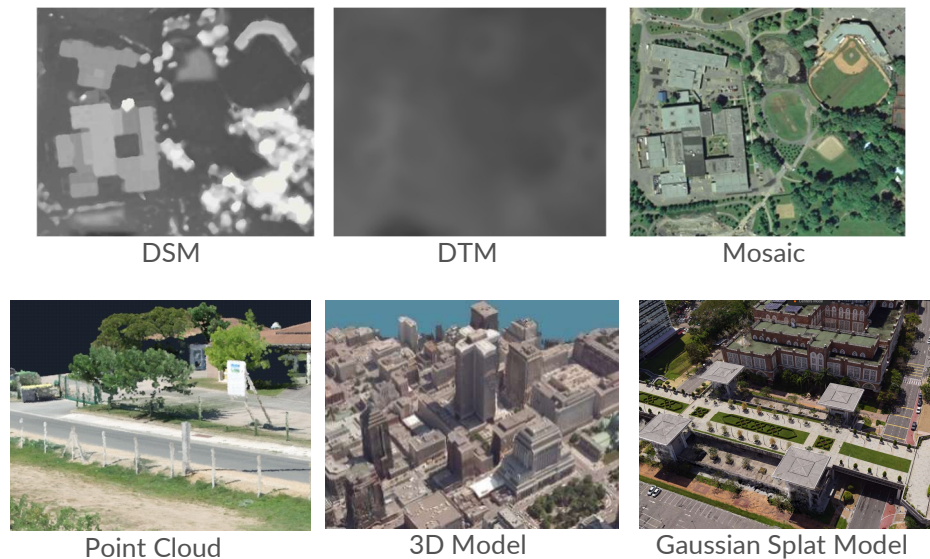 DSM
DTM
Mosaic
Point Cloud
3D Model
Gaussian Splat Model